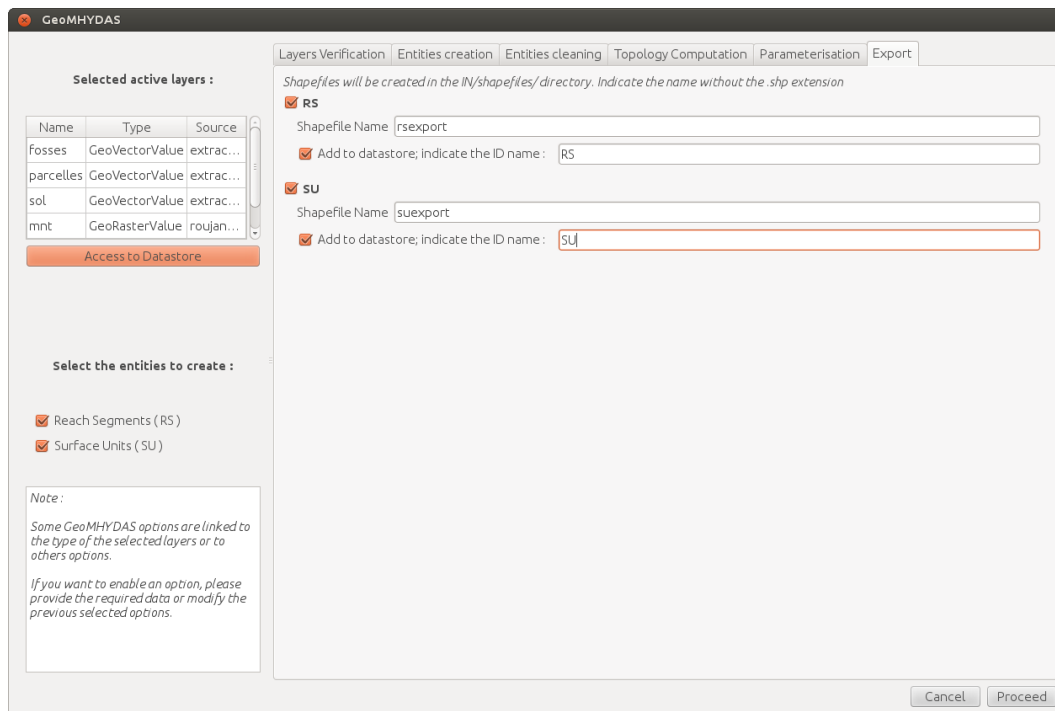 GeoMHYDAS
Selected active layers :
Name Type Source
fosses GeoVectorValue extrac...
parcelles GeoVectorValue extrac...
sol GeoVectorValue extrac...
mnt GeoRasterValue roujan...
Access to Datastore
Select the entities to create :
Reach Segments ( RS )
Surface Units ( SU )
Note :
Some GeoMHYDAS options are linked to
the type of the selected layers or to
others options.
If you want to enable an option, please
provide the required data or modify the
previous selected options.
Layers Verification Entities creation Entities cleaning Topology Computation Parameterisation Export
Shapefiles will be created in the IN/shapefiles/ directory. Indicate the name without the .shp extension
RS
Shapefile Name rsexport
Add to datastore; indicate the ID name : RS
SU
Shapefile Name suexport
Add to datastore; indicate the ID name : SU
Cancel Proceed